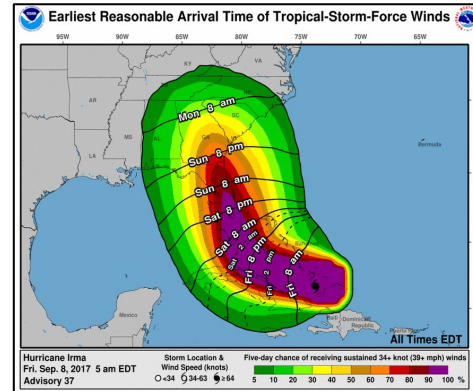 Earliest Reasonable Arrival Time of Tropical-Storm-Force Winds
95W 90W 85W 80W 75W 70W 65W
KY
VA
AR
NC
MS
AL
GA
SC
LA
Mon 8 am
Sun 8 pm
Sun 8 am
Sat 8 pm
Sat 8 am
Sat 2 am
Fri 8 pm
Fri 2 pm
Fri 8 am
Bermuda
Mexico
Cuba
Haiti
Dominican
Republic
All Times EDT
Hurricane Irma
Fri. Sep. 8, 2017 5 am EDT
Advisory 37
Storm Location &
Wind Speed (knots)
<34 34-63 ≥64
Five-day chance of receiving sustained 34+ knot (39+ mph) winds
5 10 20 30 40 50 60 70 80 90 100 %